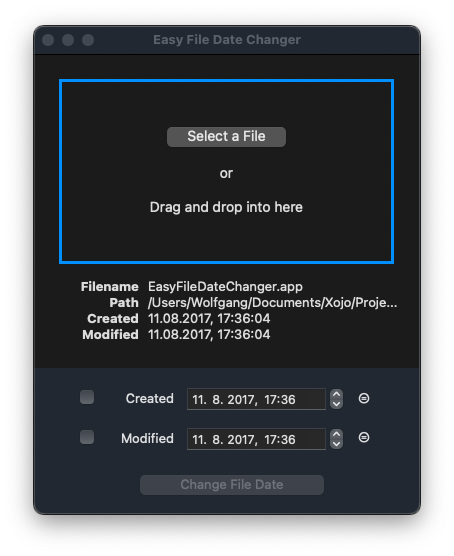 Easy File Date Changer
Select a File
or
Drag and drop into here
Filename EasyFileDateChanger.app
Path /Users/Wolfgang/Documents/Xojo/Proje...
Created 11.08.2017, 17:36:04
Modified 11.08.2017, 17:36:04
Created 11. 8. 2017, 17:36
Modified 11. 8. 2017, 17:36
Change File Date